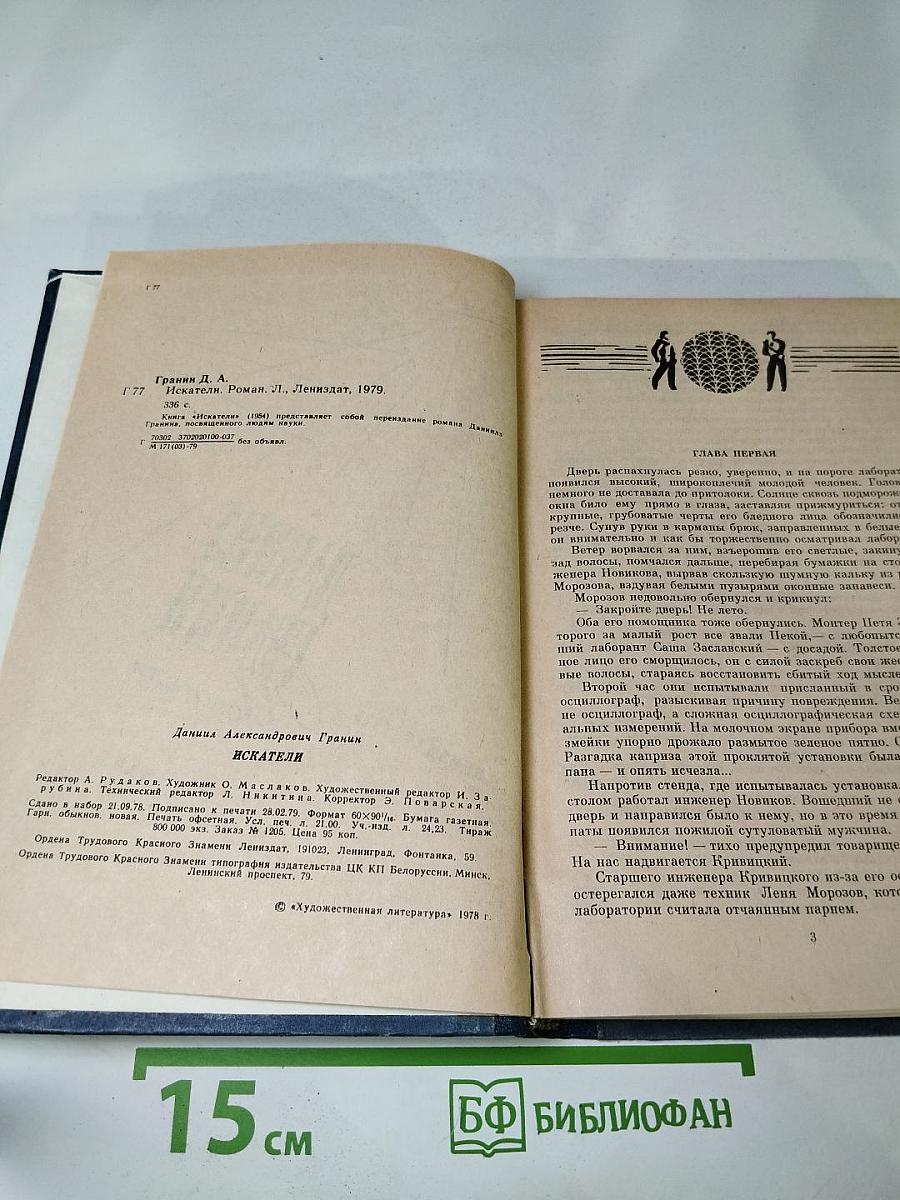 Г 77
Гранин Д. А.
Г 77 Искатели. Роман. Л., Лениздат, 1979.
336 с.
Книга «Искатели» (1954) представляет собой переиздание романа Даниила
Гранина, посвященного людям науки.
Г 70302 3702020100-037 без объявл.
М 171(03)-79
Даниил Александрович Гранин
ИСКАТЕЛИ
Редактор А. Рудаков. Художник О. Маслаков. Художественный редактор И. За-
рубина. Технический редактор Л. Никитина. Корректор Э. Поварская.
Сдано в набор 21.09.78. Подписано к печати 28.02.79. Формат 60×90¹/₁₆. Бумага газетная.
Гарн. обыкнов. новая. Печать офсетная. Усл. печ. л. 21.00. Уч.-изд. л. 24,23. Тираж
800 000 экз. Заказ № 1205. Цена 95 коп.
Ордена Трудового Красного Знамени Лениздат, 191023, Ленинград, Фонтанка, 59.
Ордена Трудового Красного Знамени типография издательства ЦК КП Белоруссии, Минск,
Ленинский проспект, 79.
© «Художественная литература» 1978 г.
ГЛАВА ПЕРВАЯ
Дверь распахнулась резко, уверенно, и на пороге лаборат
появился высокий, широкоплечий молодой человек. Голов
немного не доставала до притолоки. Солнце сквозь подмороже
окна било ему прямо в глаза, заставляя прижмуриться: от
крупные, грубоватые черты его бледного лица обозначили
резче. Сунув руки в карманы брюк, заправленных в белые
он внимательно и как бы торжественно осматривал лабор
Ветер ворвался за ним, взъерошив его светлые, закину
зад волосы, помчался дальше, перебирая бумажки на сто
женера Новикова, вырвав скользкую шумную кальку из р
Морозова, вздувая белыми пузырями оконные занавеси.
Морозов недовольно обернулся и крикнул:
— Закройте дверь! Не лето.
Оба его помощника тоже обернулись. Монтер Петя З
торого за малый рост все звали Пекой,— с любопытс
ший лаборант Саша Заславский — с досадой. Толстое
ное лицо его сморщилось, он с силой заскреб свои жес
вые волосы, стараясь восстановить сбитый ход мысле
Второй час они испытывали присланный в сро
осциллограф, разыскивая причину повреждения. Ве
не осциллограф, а сложная осциллографическая схе
альных измерений. На молочном экране прибора вме
змейки упорно дрожало размытое зеленое пятно. С
Разгадка каприза этой проклятой установки была
пана — и опять исчезла...
Напротив стенда, где испытывалась установка,
столом работал инженер Новиков. Вошедший не с
дверь и направился было к нему, но в это время
наты появился пожилой сутуловатый мужчина.
— Внимание! — тихо предупредил товарище
На нас надвигается Кривицкий.
Старшего инженера Кривицкого из-за его ос
остерегался даже техник Леня Морозов, кото
лаборатории считала отчаянным парнем.
3
15 см
БФ БИБЛИОФАН